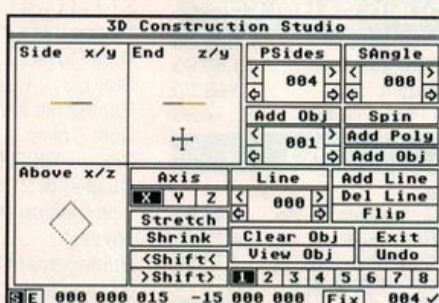 3D Construction Studio
Side x/y End z/y PSides SAngle
< 004 > < 000 >
Add Obj Spin
< 001 > Add Poly
Add Obj
Above x/z Axis Line Add Line
X Y Z < 000 > Del Line
Stretch Flip
Shrink Clear Obj Exit
<Shift< View Obj Undo
>Shift> 1 2 3 4 5 6 7 8
S E 000 000 015 -15 000 000 Fix 004